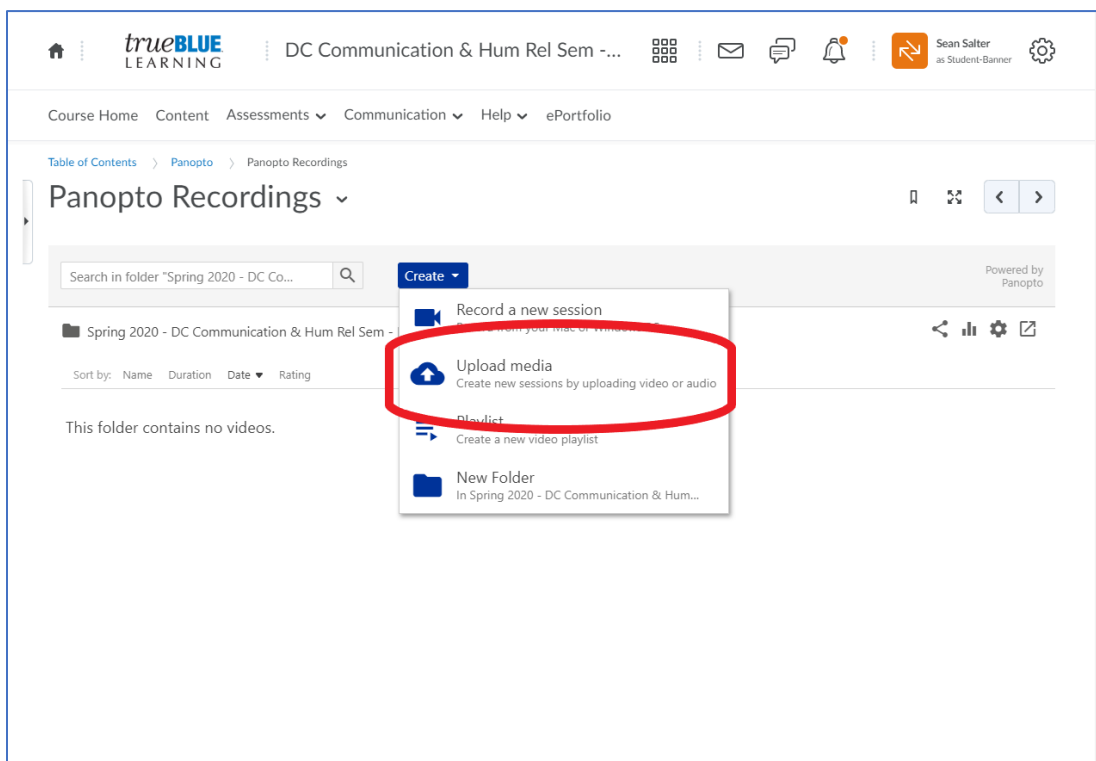 trueBLUE
LEARNING
DC Communication & Hum Rel Sem -...
Sean Salter
as Student-Banner
Course Home Content Assessments Communication Help ePortfolio
Table of Contents > Panopto > Panopto Recordings
Panopto Recordings
Search in folder "Spring 2020 - DC Co...
Create
Powered by
Panopto
Record a new session
Spring 2020 - DC Communication & Hum Rel Sem -
Upload media
Create new sessions by uploading video or audio
Sort by: Name Duration Date ▼ Rating
This folder contains no videos.
Playlist
Create a new video playlist
New Folder
In Spring 2020 - DC Communication & Hum...